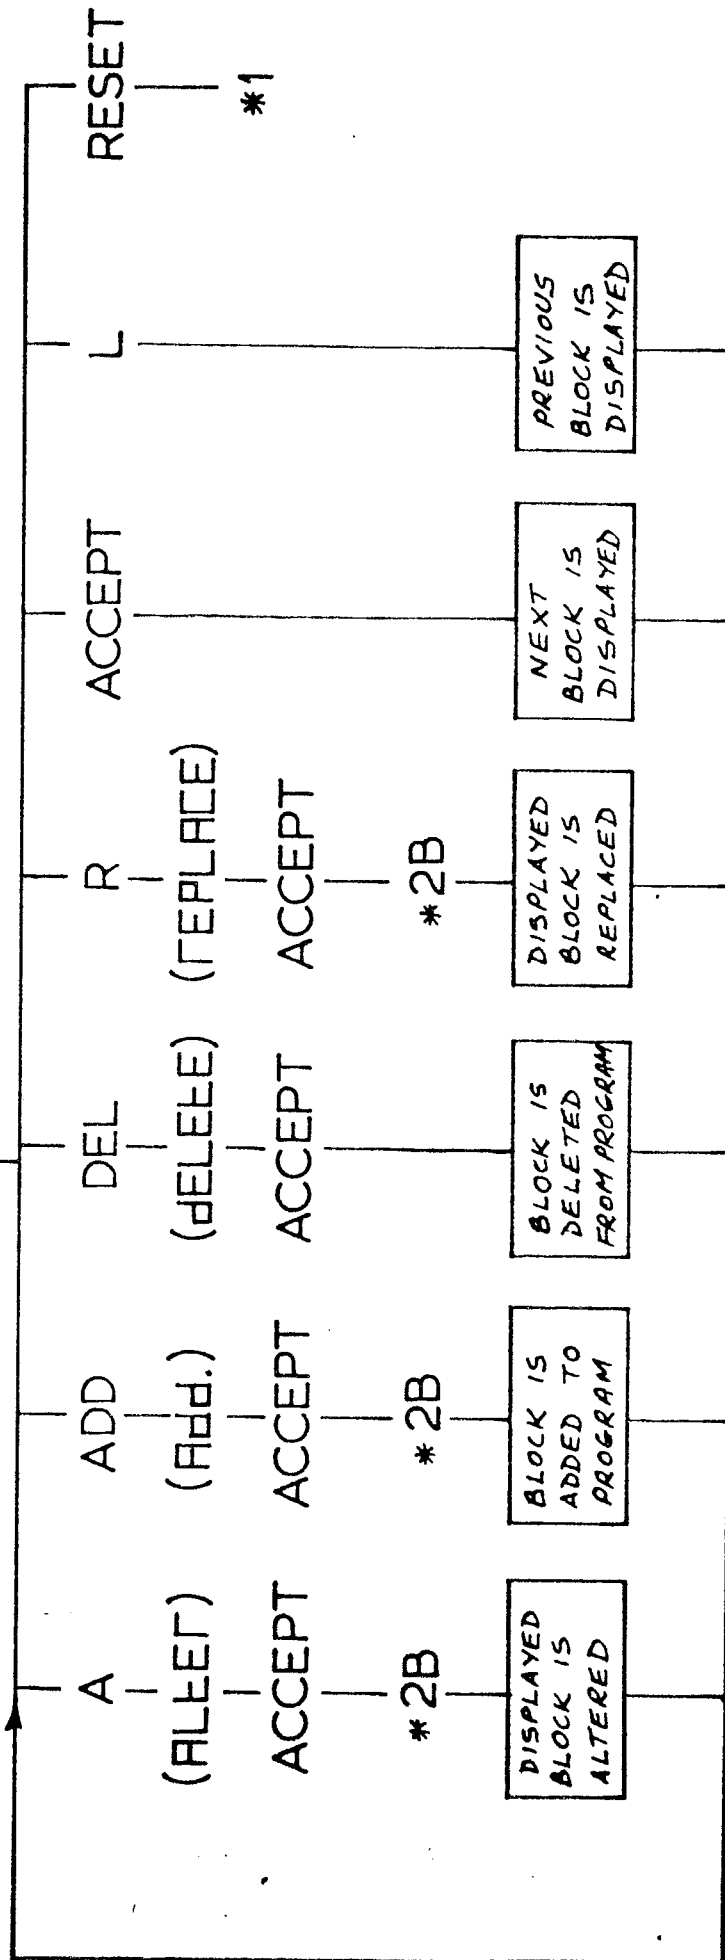 A
(ALtEr)
ACCEPT
*2B
DISPLAYED
BLOCK IS
ALTERED
ADD
(Add.)
ACCEPT
*2B
BLOCK IS
ADDED TO
PROGRAM
DEL
(dELEtE)
ACCEPT
BLOCK IS
DELETED
FROM PROGRAM
R
(rEPLACE)
ACCEPT
*2B
DISPLAYED
BLOCK IS
REPLACED
ACCEPT
NEXT
BLOCK IS
DISPLAYED
L
PREVIOUS
BLOCK IS
DISPLAYED
RESET
*1